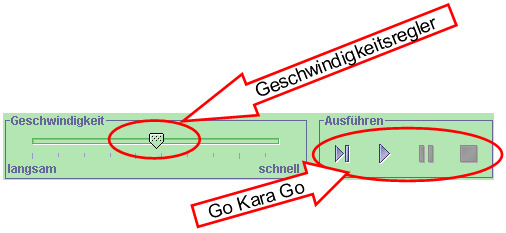 Geschwindigkeitsregler
Geschwindigkeit
Ausführen
langsam
schnell
Go Kara Go